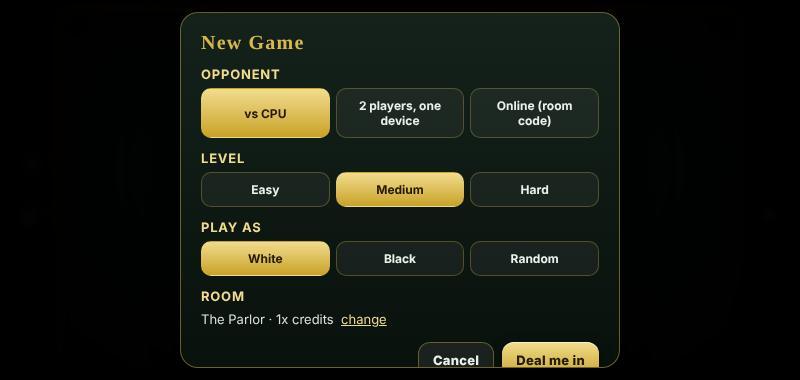 New Game
OPPONENT
vs CPU
2 players, one
device
Online (room
code)
LEVEL
Easy
Medium
Hard
PLAY AS
White
Black
Random
ROOM
The Parlor · 1x credits change
Cancel
Deal me in